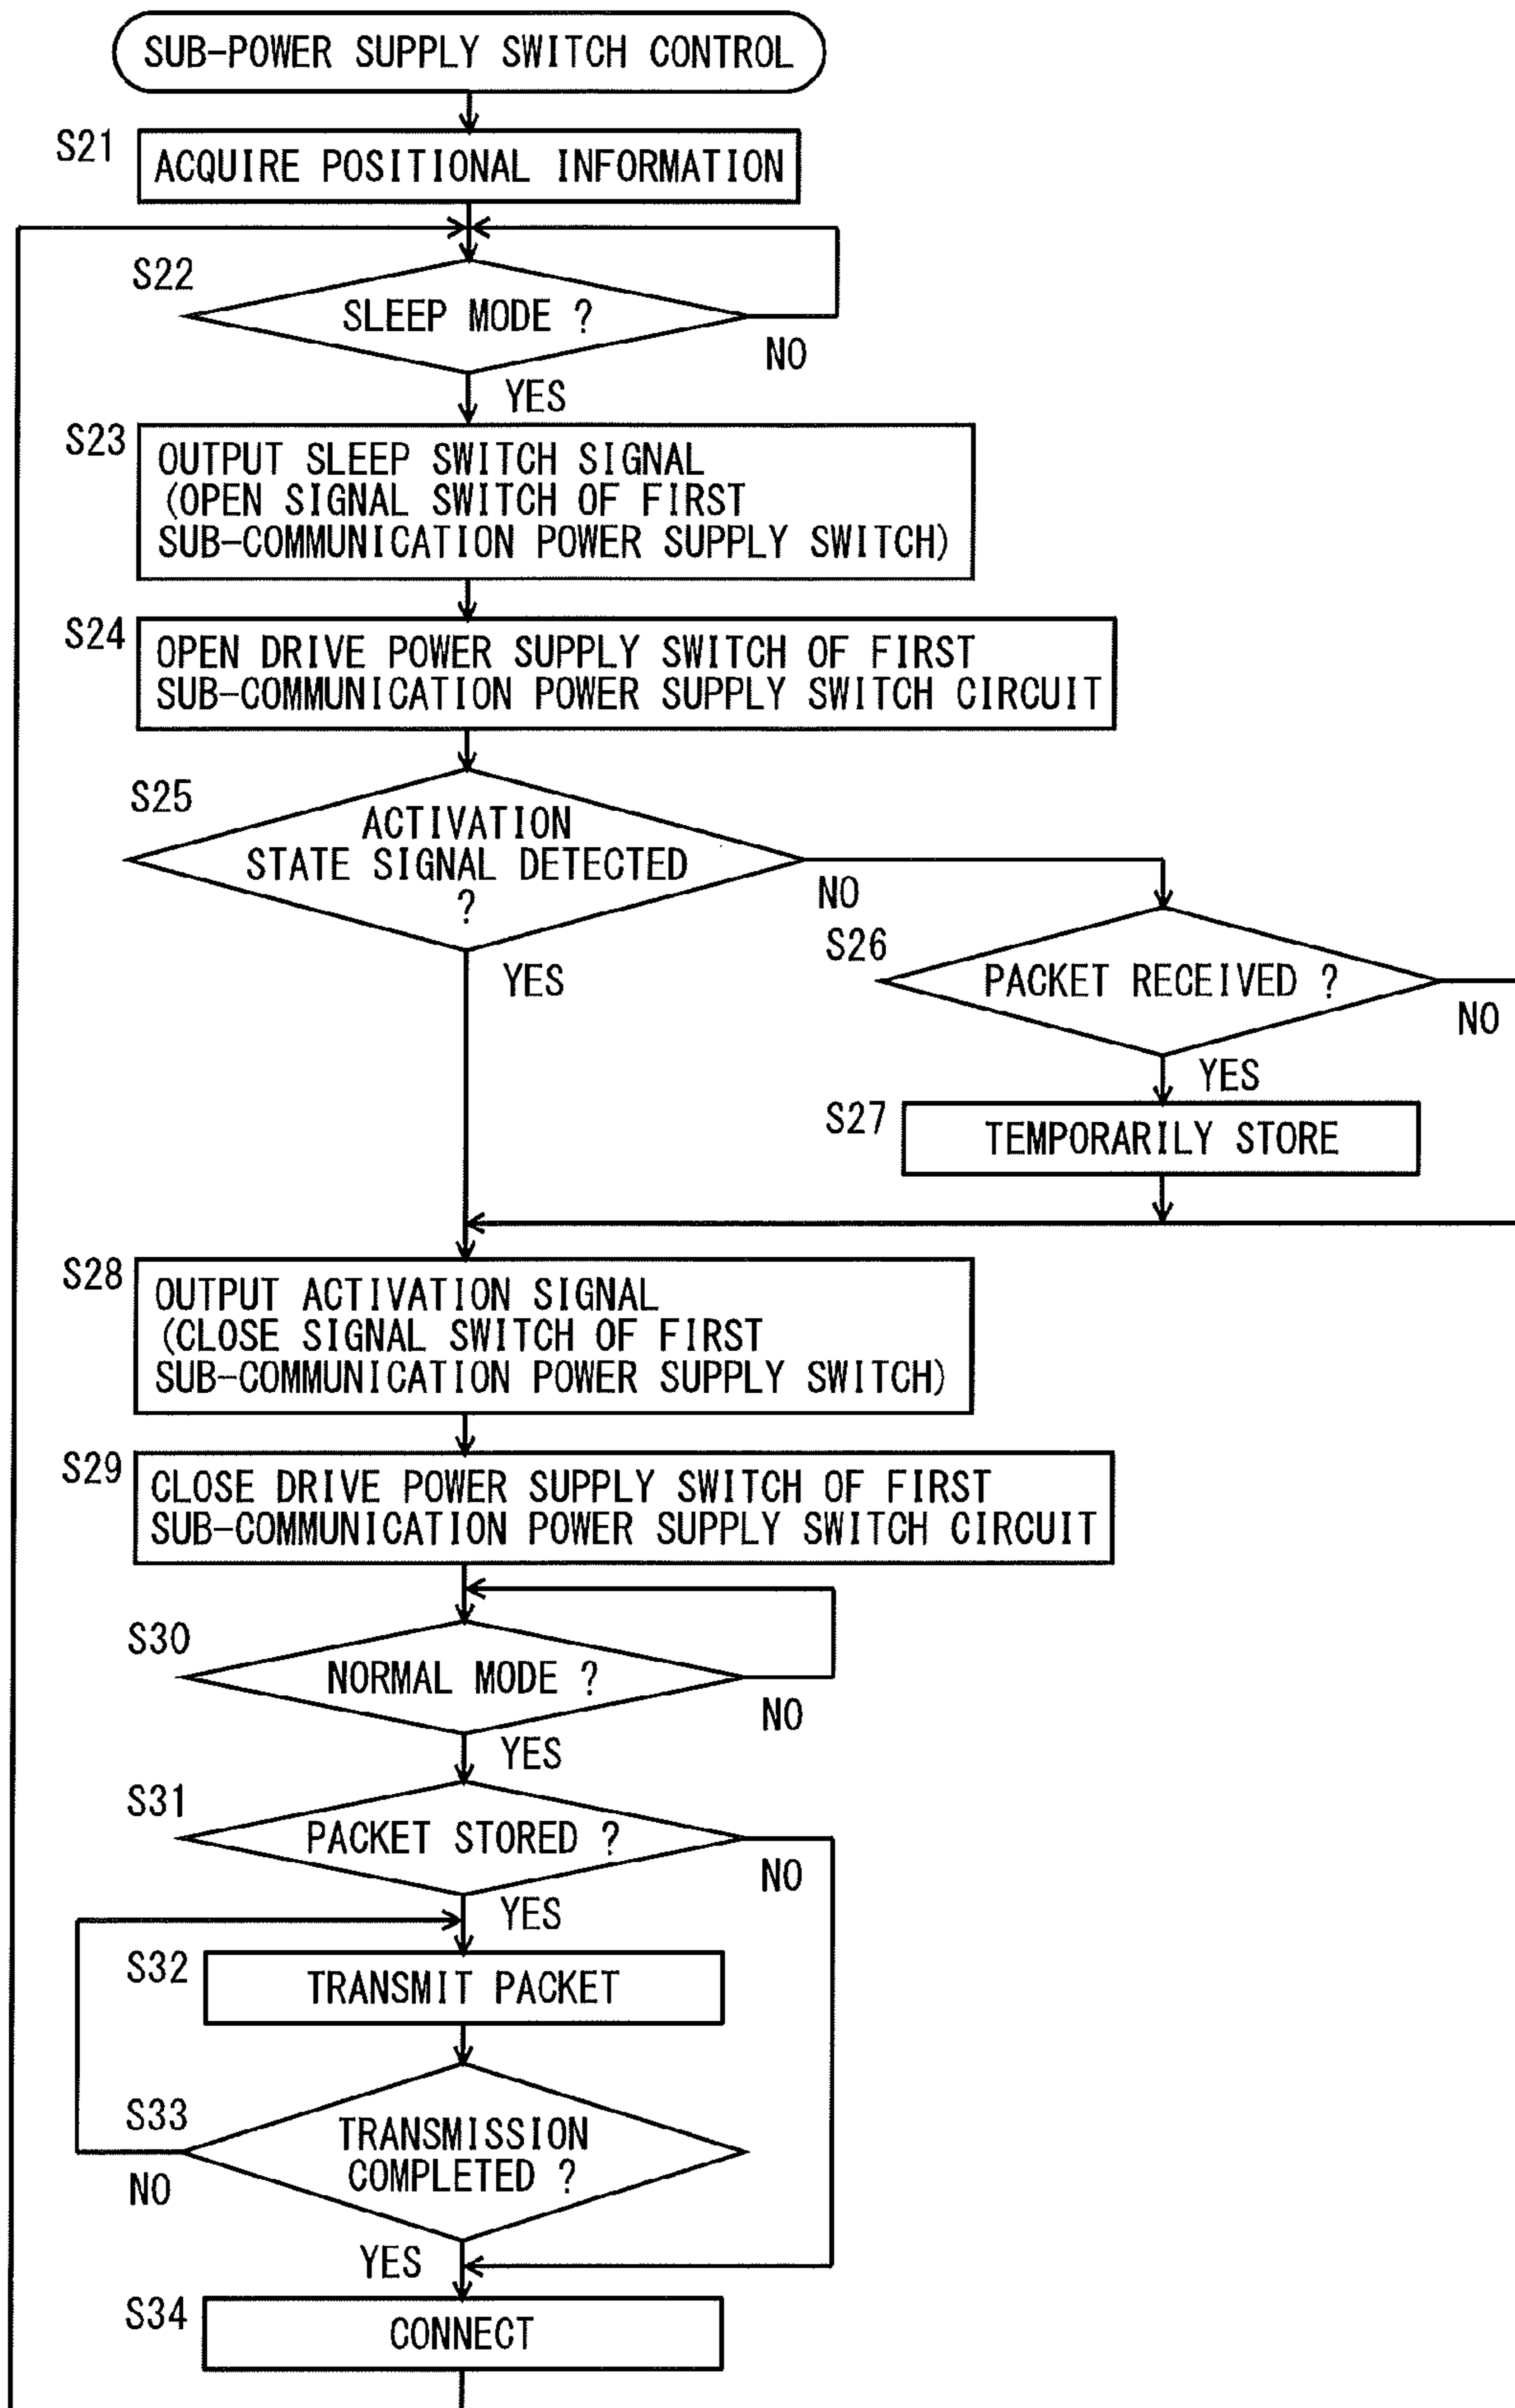 SUB-POWER SUPPLY SWITCH CONTROL
S21
ACQUIRE POSITIONAL INFORMATION
S22
SLEEP MODE ?
NO
YES
S23
OUTPUT SLEEP SWITCH SIGNAL
(OPEN SIGNAL SWITCH OF FIRST
SUB-COMMUNICATION POWER SUPPLY SWITCH)
S24
OPEN DRIVE POWER SUPPLY SWITCH OF FIRST
SUB-COMMUNICATION POWER SUPPLY SWITCH CIRCUIT
S25
ACTIVATION
STATE SIGNAL DETECTED
?
NO
YES
S26
PACKET RECEIVED ?
NO
YES
S27
TEMPORARILY STORE
S28
OUTPUT ACTIVATION SIGNAL
(CLOSE SIGNAL SWITCH OF FIRST
SUB-COMMUNICATION POWER SUPPLY SWITCH)
S29
CLOSE DRIVE POWER SUPPLY SWITCH OF FIRST
SUB-COMMUNICATION POWER SUPPLY SWITCH CIRCUIT
S30
NORMAL MODE ?
NO
YES
S31
PACKET STORED ?
NO
YES
S32
TRANSMIT PACKET
S33
TRANSMISSION
COMPLETED ?
NO
YES
S34
CONNECT